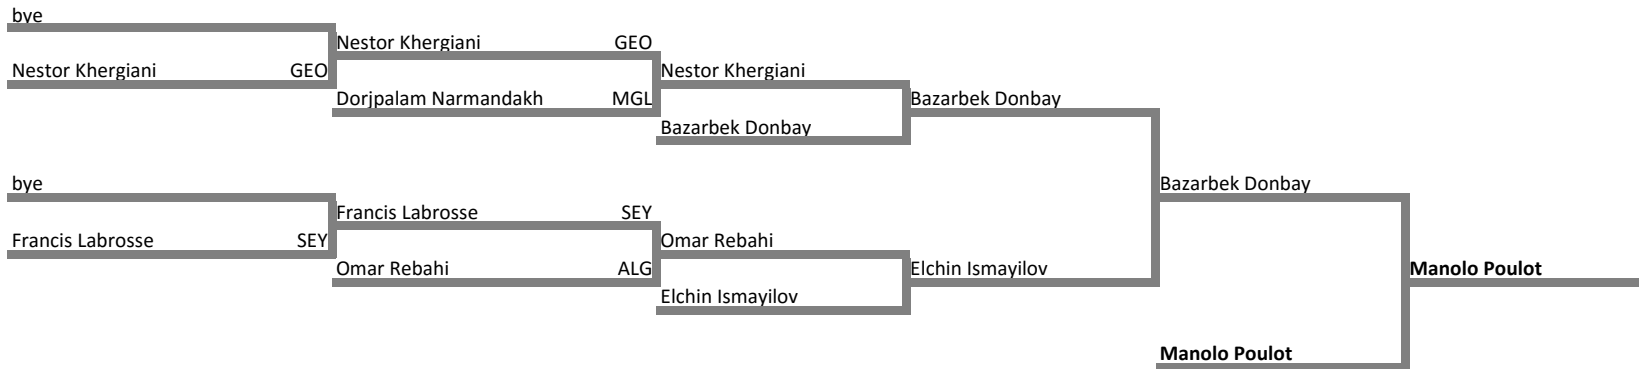 bye
Nestor Khergiani GEO
Nestor Khergiani GEO
Nestor Khergiani
Dorjpalam Narmandakh MGL
Bazarbek Donbay
Bazarbek Donbay
bye
Bazarbek Donbay
Francis Labrosse SEY
Francis Labrosse SEY
Omar Rebahi
Omar Rebahi ALG
Elchin Ismayilov
Manolo Poulot
Elchin Ismayilov
Manolo Poulot